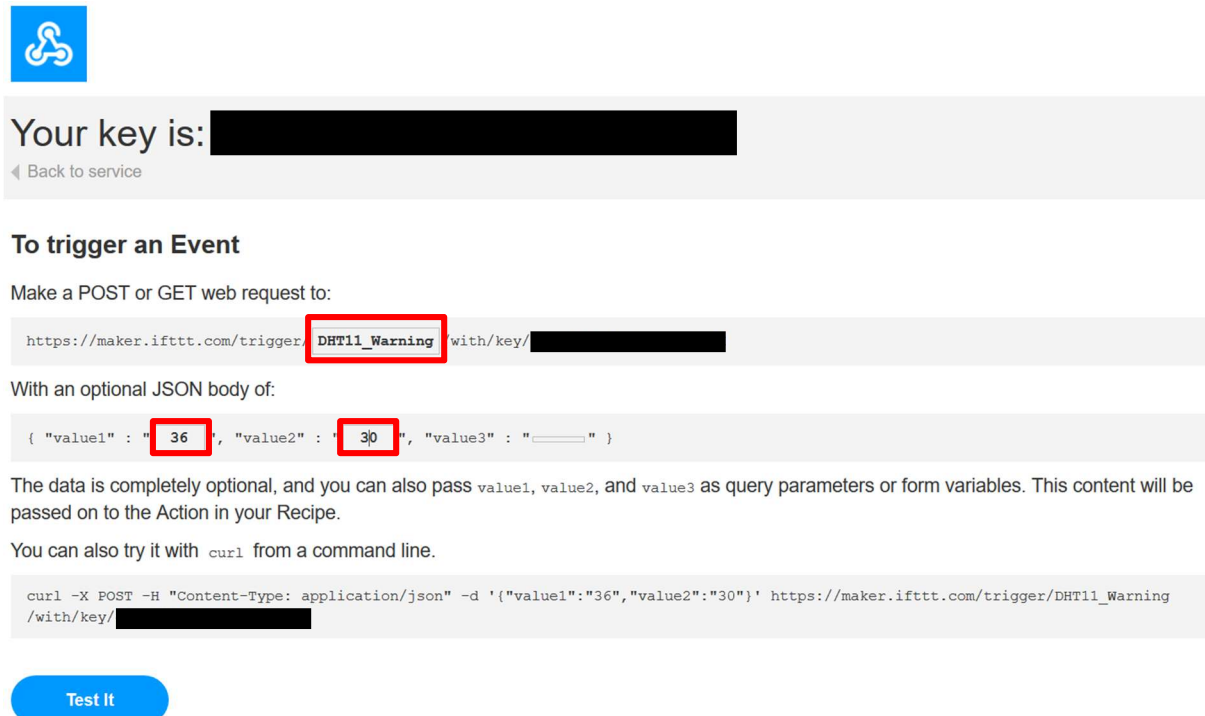 Your key is:
Back to service
To trigger an Event
Make a POST or GET web request to:
https://maker.ifttt.com/trigger/ DHT11_Warning /with/key/
With an optional JSON body of:
{ "value1" : " 36 ", "value2" : " 30 ", "value3" : " " }
The data is completely optional, and you can also pass value1, value2, and value3 as query parameters or form variables. This content will be
passed on to the Action in your Recipe.
You can also try it with curl from a command line.
curl -X POST -H "Content-Type: application/json" -d '{"value1":"36","value2":"30"}' https://maker.ifttt.com/trigger/DHT11_Warning
/with/key/
Test It